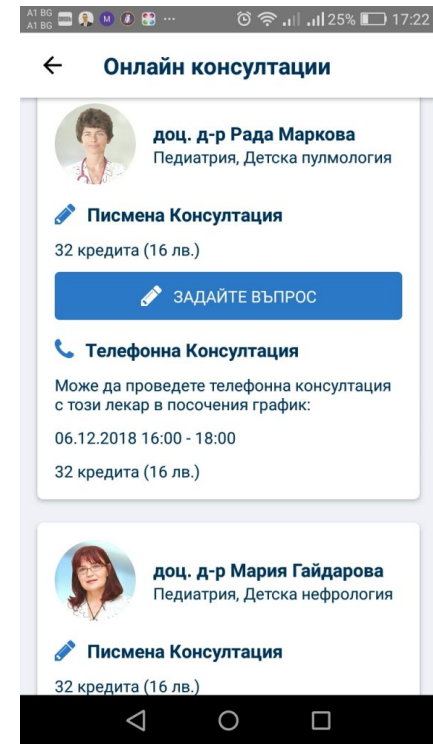 A1 BG
A1 BG
25% 17:22
Онлайн консултации
доц. д-р Рада Маркова
Педиатрия, Детска пулмология
Писмена Консултация
32 кредита (16 лв.)
ЗАДАЙТЕ ВЪПРОС
Телефонна Консултация
Може да проведете телефонна консултация
с този лекар в посочения график:
06.12.2018 16:00 - 18:00
32 кредита (16 лв.)
доц. д-р Мария Гайдарова
Педиатрия, Детска нефрология
Писмена Консултация
32 кредита (16 лв.)